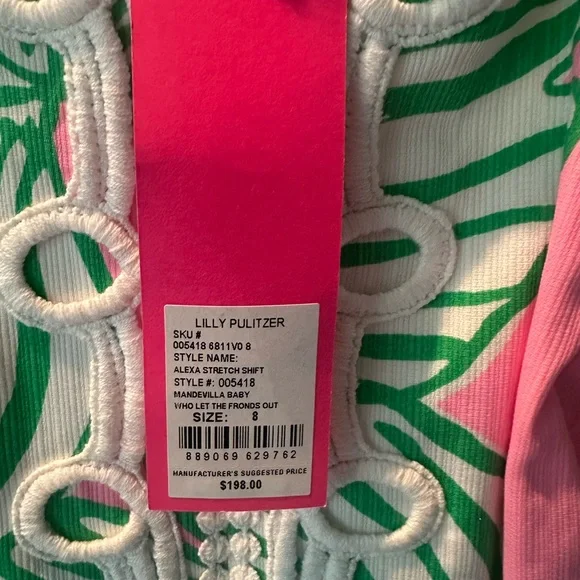 LILLY PULITZER
SKU #
005418 6811V0 8
STYLE NAME:
ALEXA STRETCH SHIFT
STYLE #: 005418
MANDEVILLA BABY
WHO LET THE FRONDS OUT
SIZE: 8
889069 629762
MANUFACTURER'S SUGGESTED PRICE
$198.00